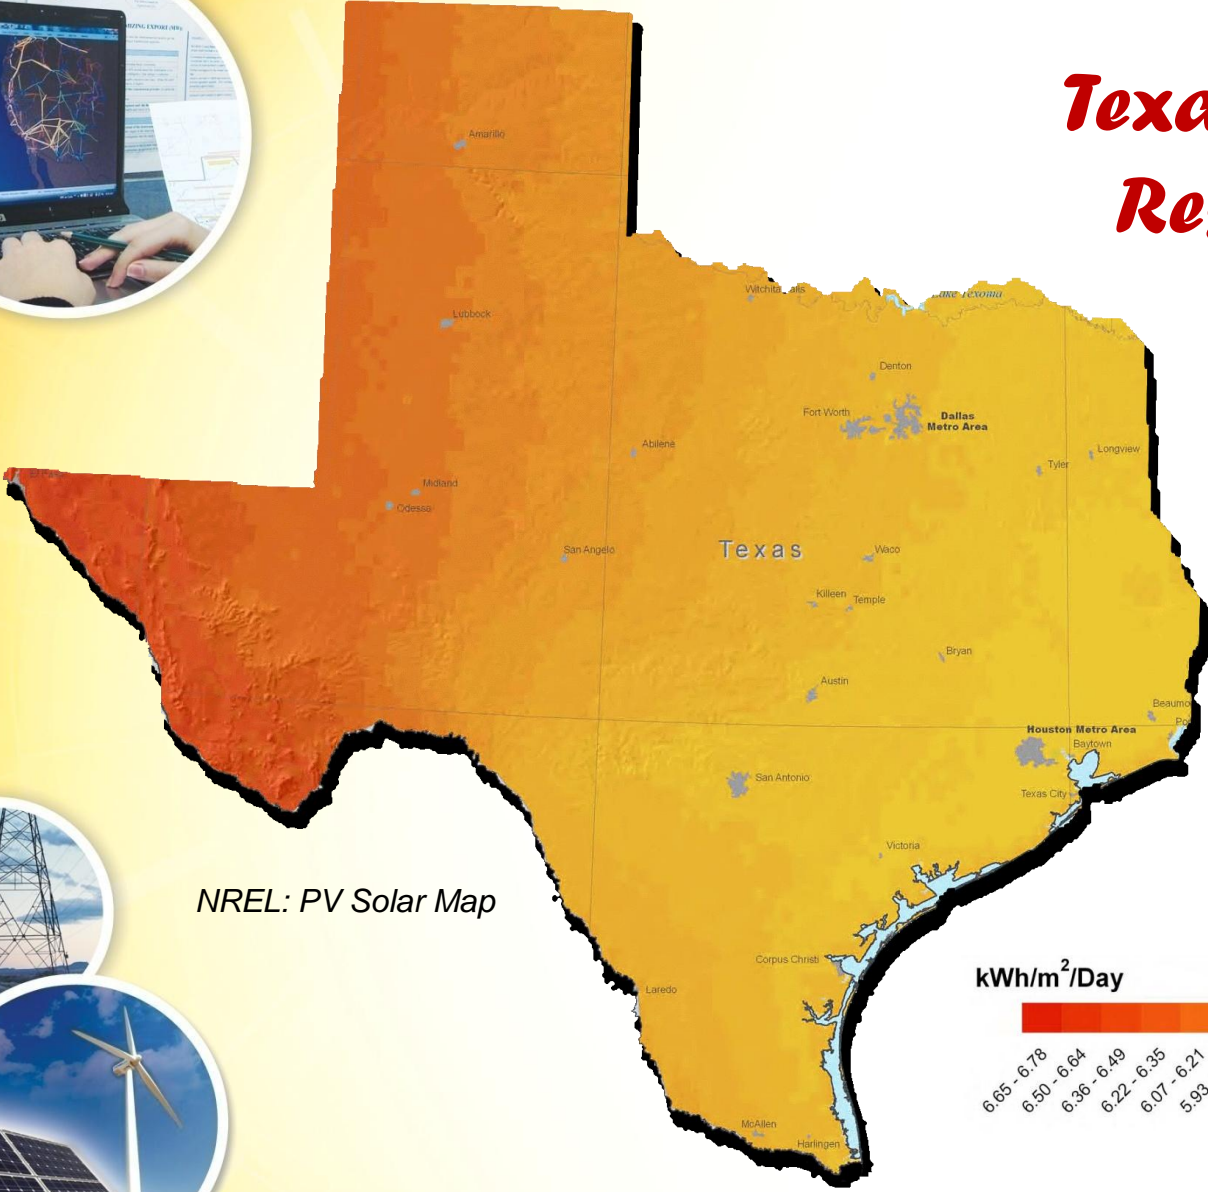 Texa
Re
Amarillo
Lubbock
Lake Texoma
Denton
Fort Worth
Dallas
Metro Area
Abilene
Longview
Tyler
Midland
Odessa
San Angelo
Texas
Waco
Killeen
Temple
Bryan
Austin
Beaumo
Po
Houston Metro Area
Baytown
San Antonio
Texas City
Victoria
NREL: PV Solar Map
Corpus Christi
Laredo
McAllen
Harlingen
kWh/m²/Day
6.65 - 6.78
6.50 - 6.64
6.36 - 6.49
6.22 - 6.35
6.07 - 6.21
5.93